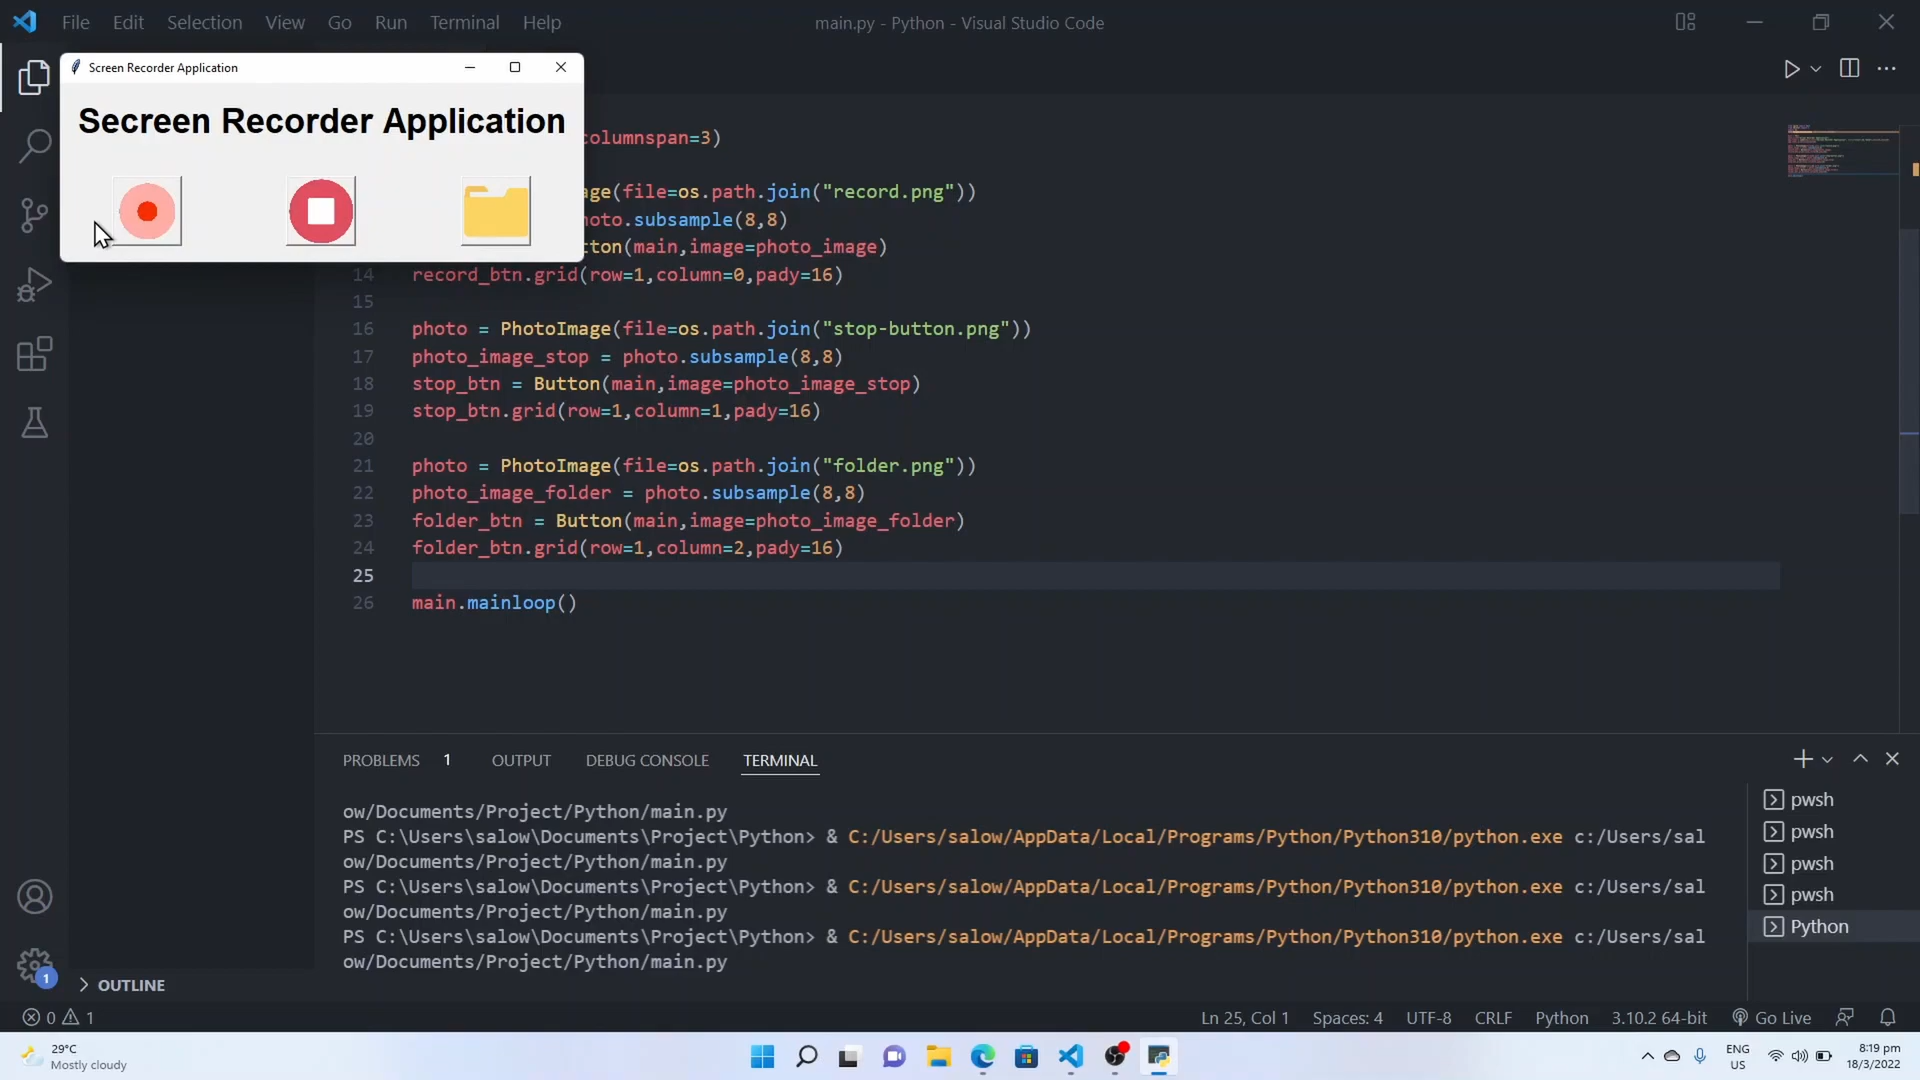 File Edit Selection View Go Run Terminal Help
main.py - Python - Visual Studio Code
Screen Recorder Application
Secreen Recorder Application
columnspan=3)
age(file=os.path.join("record.png"))
hoto.subsample(8,8)
tton(main,image=photo_image)
14 record_btn.grid(row=1,column=0,pady=16)
15
16 photo = PhotoImage(file=os.path.join("stop-button.png"))
17 photo_image_stop = photo.subsample(8,8)
18 stop_btn = Button(main,image=photo_image_stop)
19 stop_btn.grid(row=1,column=1,pady=16)
20
21 photo = PhotoImage(file=os.path.join("folder.png"))
22 photo_image_folder = photo.subsample(8,8)
23 folder_btn = Button(main,image=photo_image_folder)
24 folder_btn.grid(row=1,column=2,pady=16)
25
26 main.mainloop()
PROBLEMS 1 OUTPUT DEBUG CONSOLE TERMINAL
ow/Documents/Project/Python/main.py
PS C:\Users\salow\Documents\Project\Python> & C:/Users/salow/AppData/Local/Programs/Python/Python310/python.exe c:/Users/sal
ow/Documents/Project/Python/main.py
PS C:\Users\salow\Documents\Project\Python> & C:/Users/salow/AppData/Local/Programs/Python/Python310/python.exe c:/Users/sal
ow/Documents/Project/Python/main.py
PS C:\Users\salow\Documents\Project\Python> & C:/Users/salow/AppData/Local/Programs/Python/Python310/python.exe c:/Users/sal
ow/Documents/Project/Python/main.py
pwsh
pwsh
pwsh
pwsh
Python
1
OUTLINE
0 1
Ln 25, Col 1 Spaces: 4 UTF-8 CRLF Python 3.10.2 64-bit Go Live
29°C
Mostly cloudy
ENG
US
8:19 pm
18/3/2022